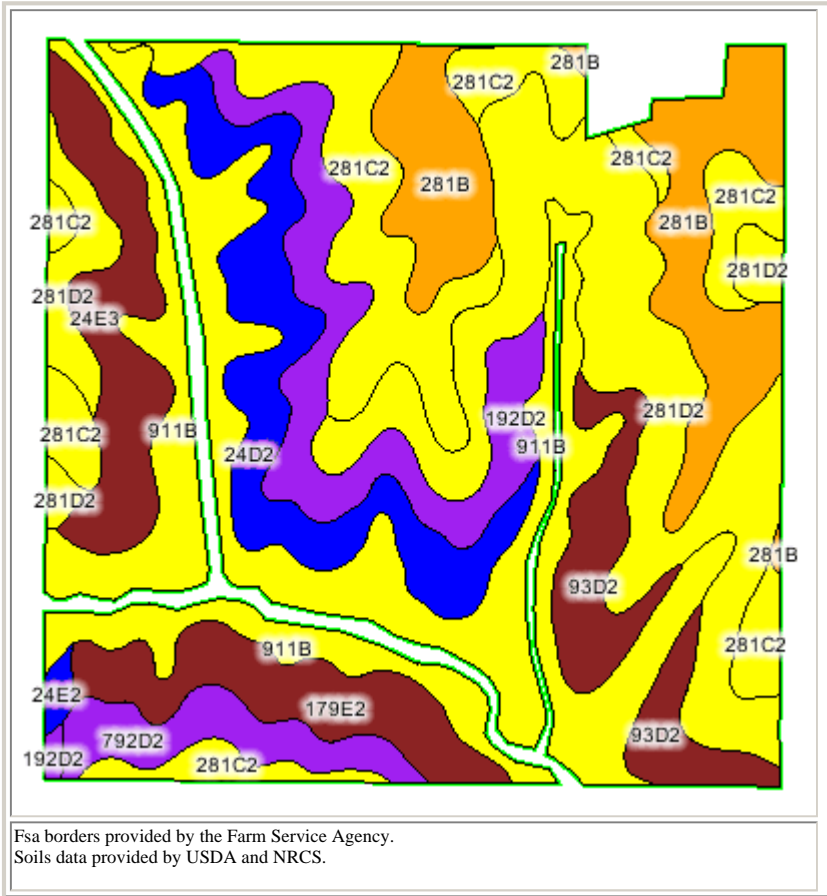 281B
281C2
281C2
281C2
281B
281C2
281C2
281B
281D2
281D2
24E3
281D2
192D2
281C2
911B
911B
24D2
281D2
281B
93D2
281C2
911B
24E2
179E2
93D2
792D2
192D2
281C2
Fsa borders provided by the Farm Service Agency.
Soils data provided by USDA and NRCS.